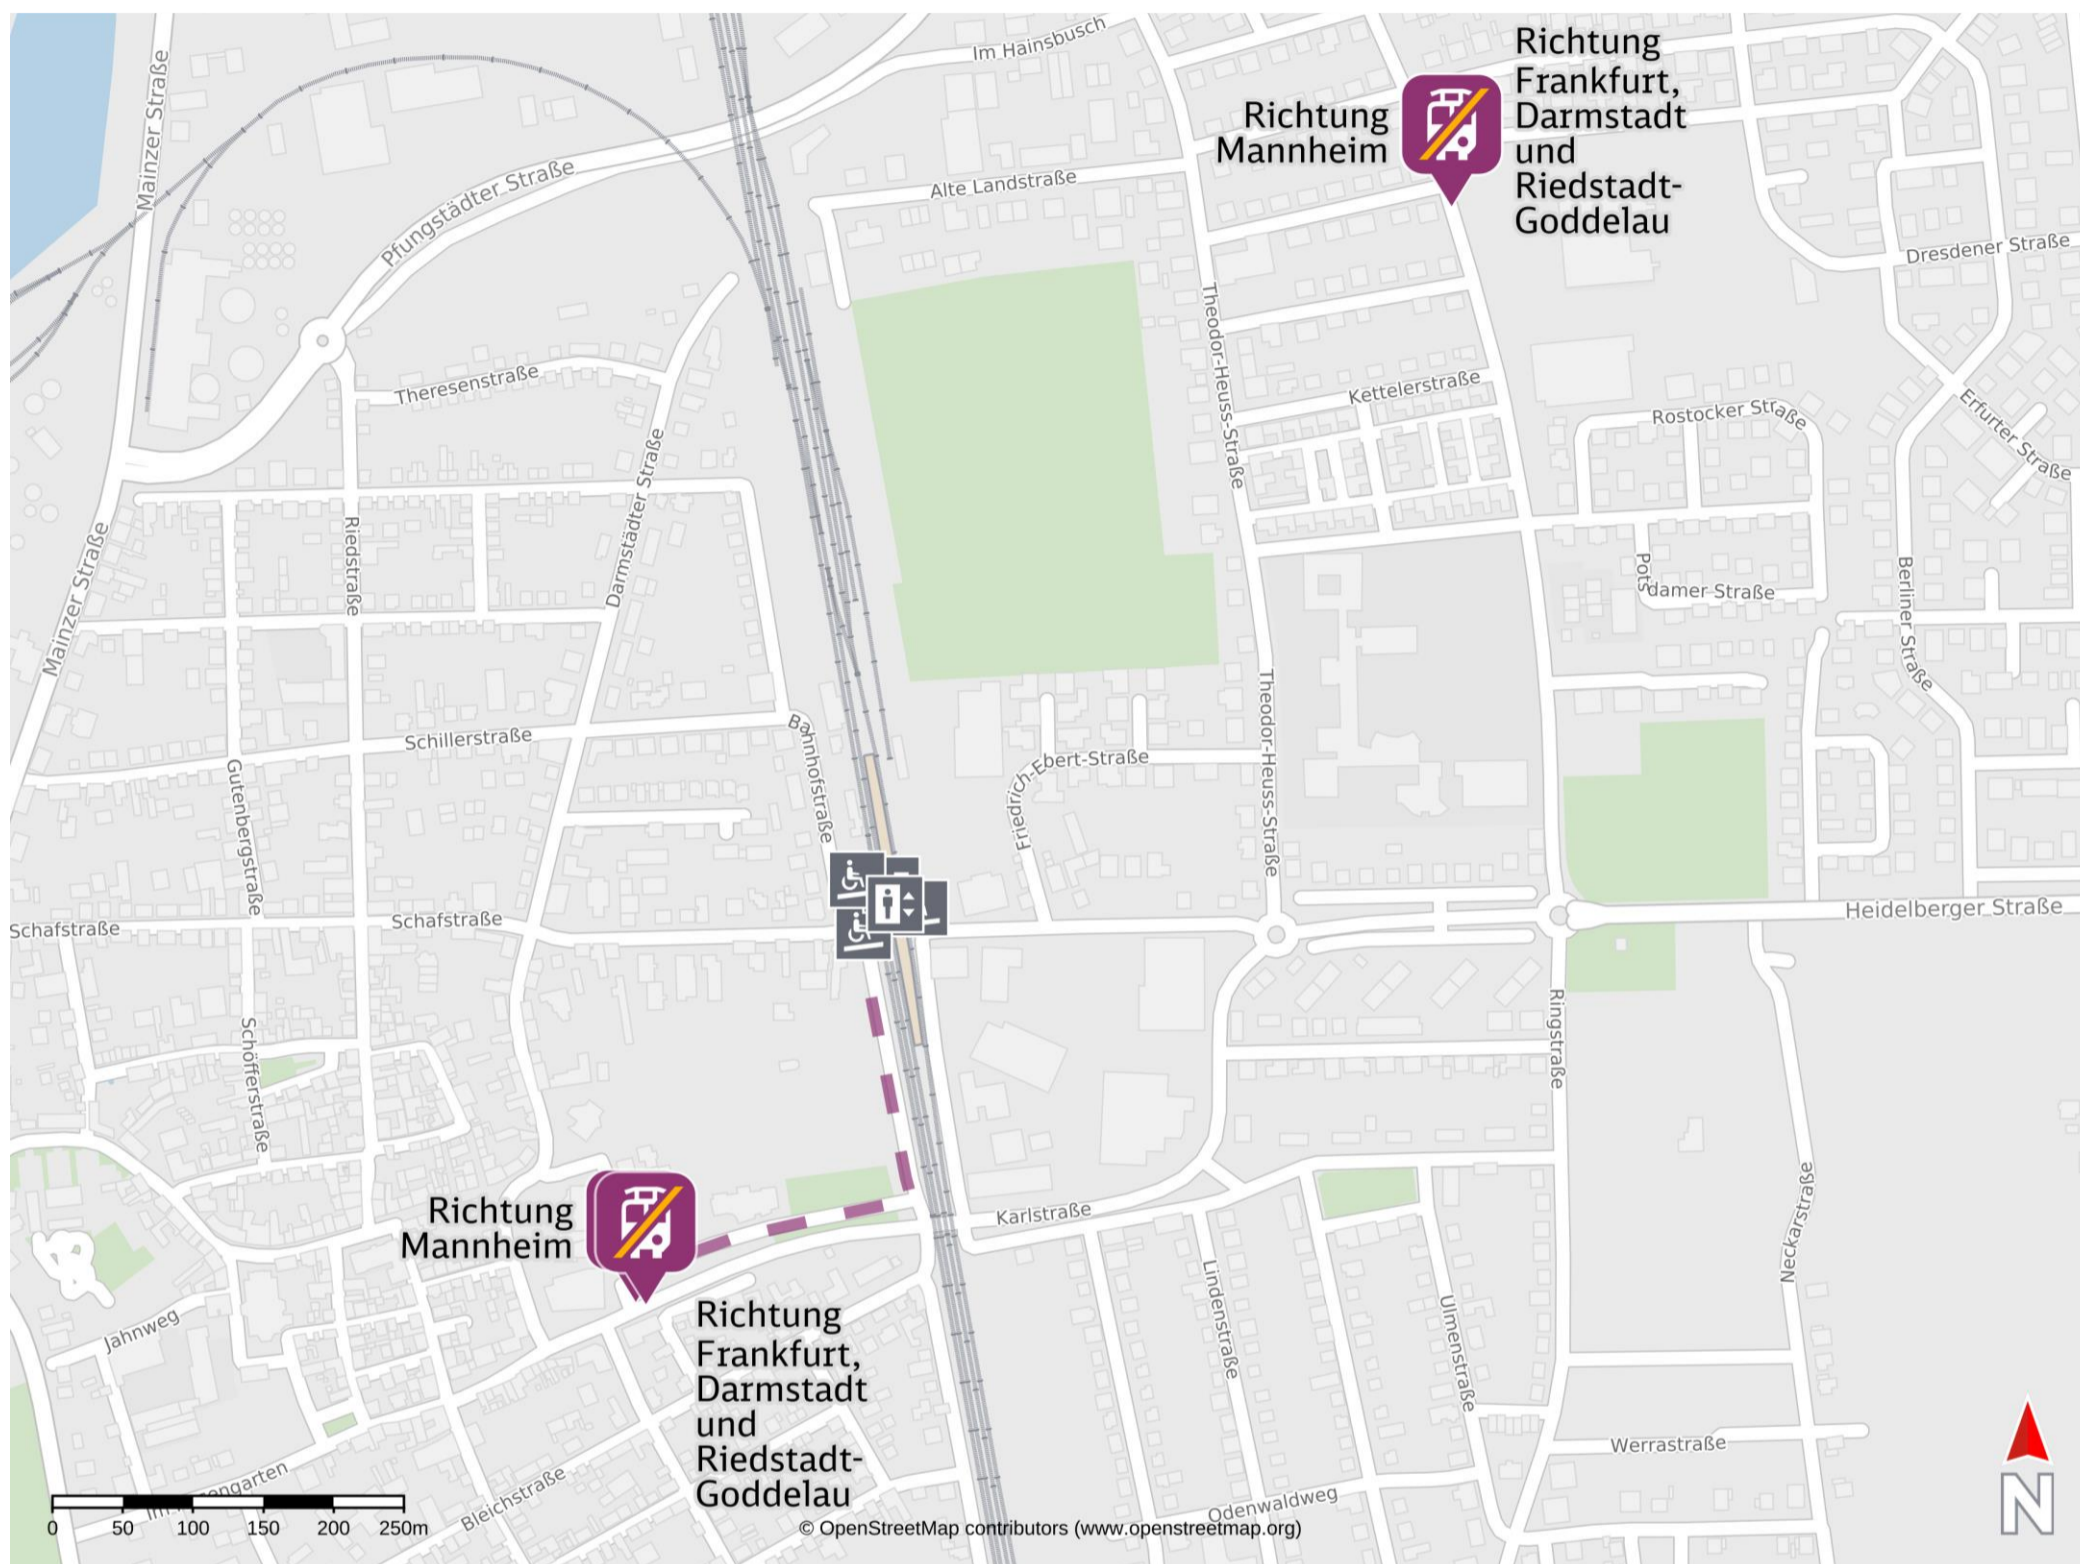 Im Hainsbusch
Richtung
Frankfurt,
Darmstadt
und
Riedstadt-
Goddelau
Richtung
Mannheim
Mainzer Straße
Pfungstädter Straße
Alte Landstraße
Dresdener Straße
Theodor-Heuss-Straße
Theresenstraße
Kettelerstraße
Rostocker Straße
Erfurter Straße
Mainzer Straße
Riedstraße
Darmstädter Straße
Potsdamer Straße
Berliner Straße
Schillerstraße
Bahnhofstraße
Gutenbergstraße
Friedrich-Ebert-Straße
Theodor-Heuss-Straße
Schafstraße
Schafstraße
Heidelberger Straße
Schöfferstraße
Ringstraße
Neckarstraße
Richtung
Mannheim
Karlstraße
Lindenstraße
Ulmenstraße
Jahnweg
Richtung
Frankfurt,
Darmstadt
und
Riedstadt-
Goddelau
Werrastraße
Bleichstraße
Odenwaldweg
0 50 100 150 200 250m
© OpenStreetMap contributors (www.openstreetmap.org)
N